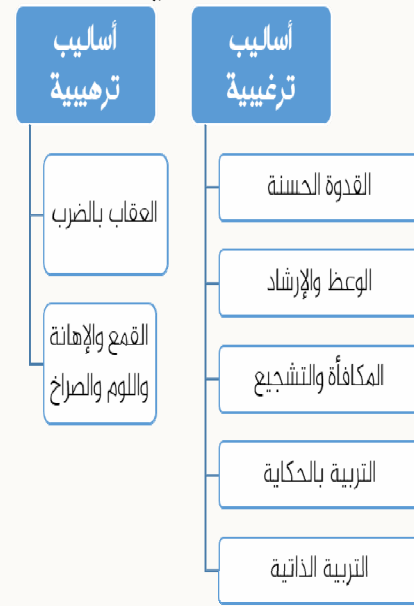 أساليب
ترغيبية
القدوة الحسنة
الوعظ والإرشاد
المكافأة والتشجيع
التربية بالحكاية
التربية الذاتية
أساليب
ترهيبية
العقاب بالضرب
القمع والإهانة
واللوم والصراخ